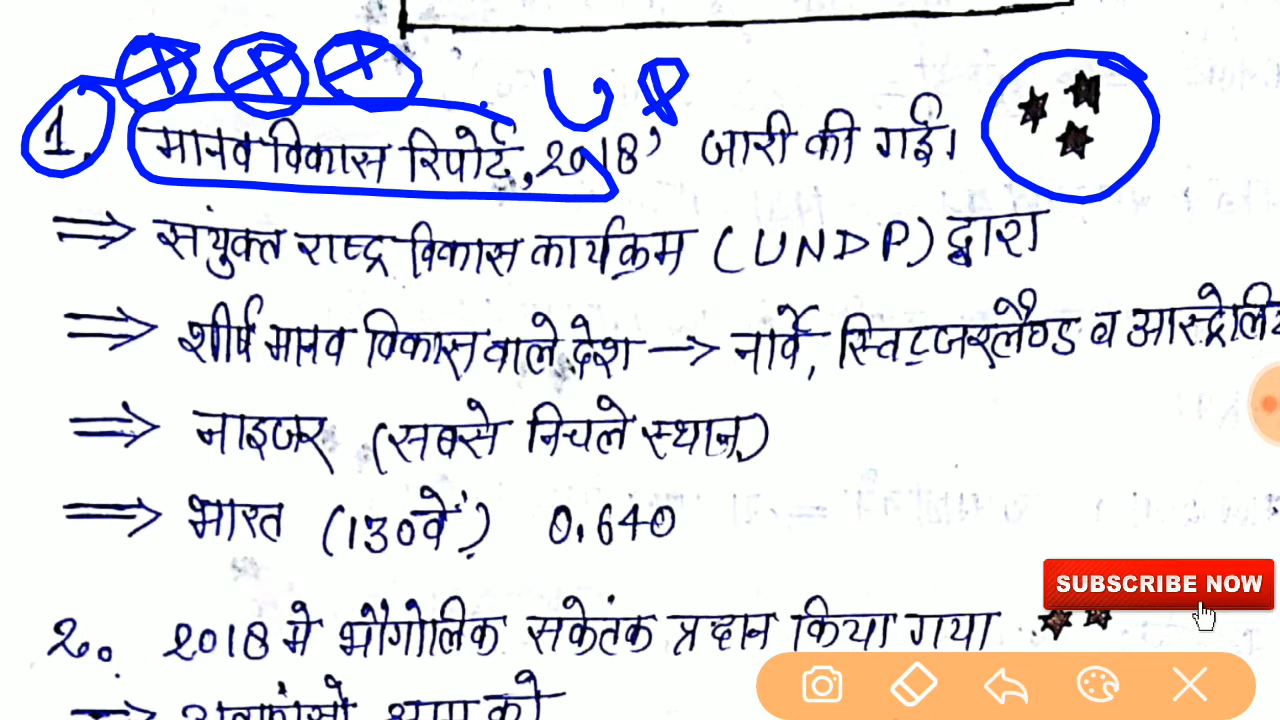 U P
1. मानव विकास रिपोर्ट, 2018’ जारी की गई।
⇒ संयुक्त राष्ट्र विकास कार्यक्रम (UNDP) द्वारा
⇒ शीर्ष मानव विकास वाले देश → नार्वे, स्विट्जरलैण्ड व आस्ट्रेलि
⇒ नाइजर (सबसे निचले स्थान)
⇒ भारत (130वें) 0.640
SUBSCRIBE NOW
2. 2018 मे भौगोलिक संकेतक प्रदान किया गया